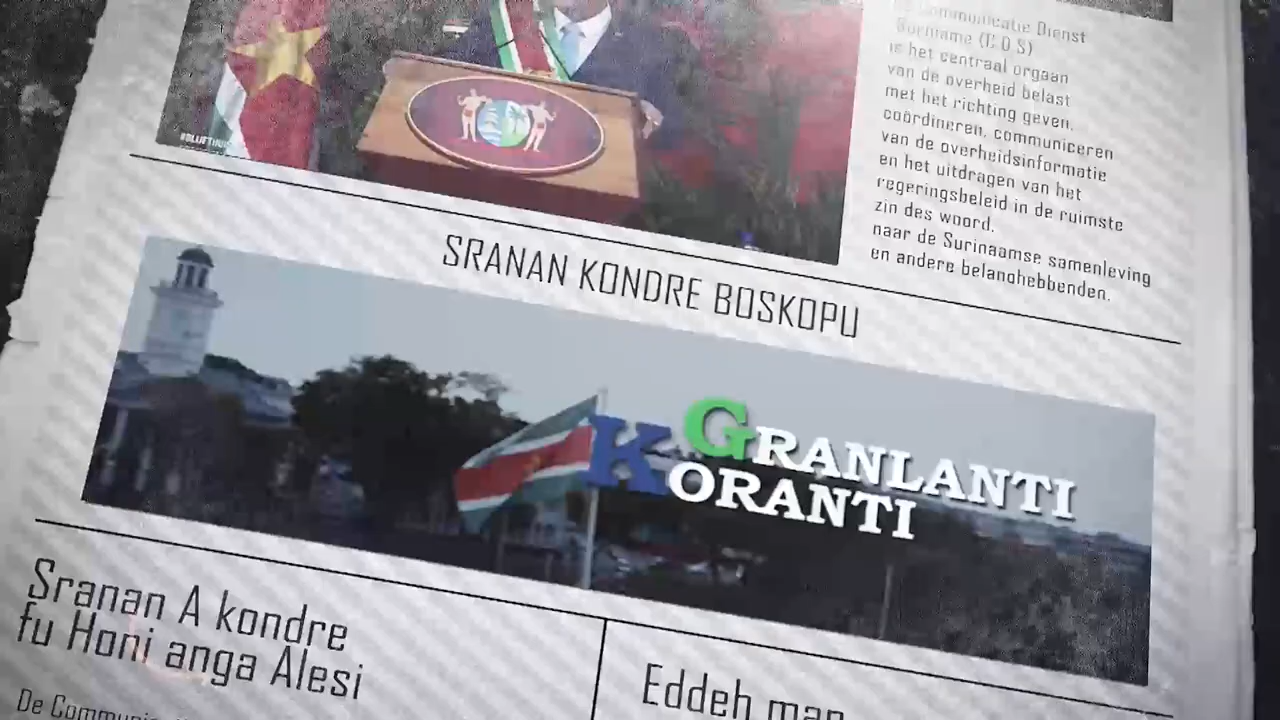 Communicatie Dienst
Suriname (C D S)
is het centraal orgaan
van de overheid belast
met het richting geven,
coördineren, communiceren
van de overheidsinformatie
en het uitdragen van het
regeringsbeleid in de ruimste
zin des woord.
naar de Surinaamse samenleving
en andere belanghebbenden.
SRANAN KONDRE BOSKOPU
GRANLANTI
KORANTI
Sranan A kondre
fu Honi anga Alesi
De
Eddeh man